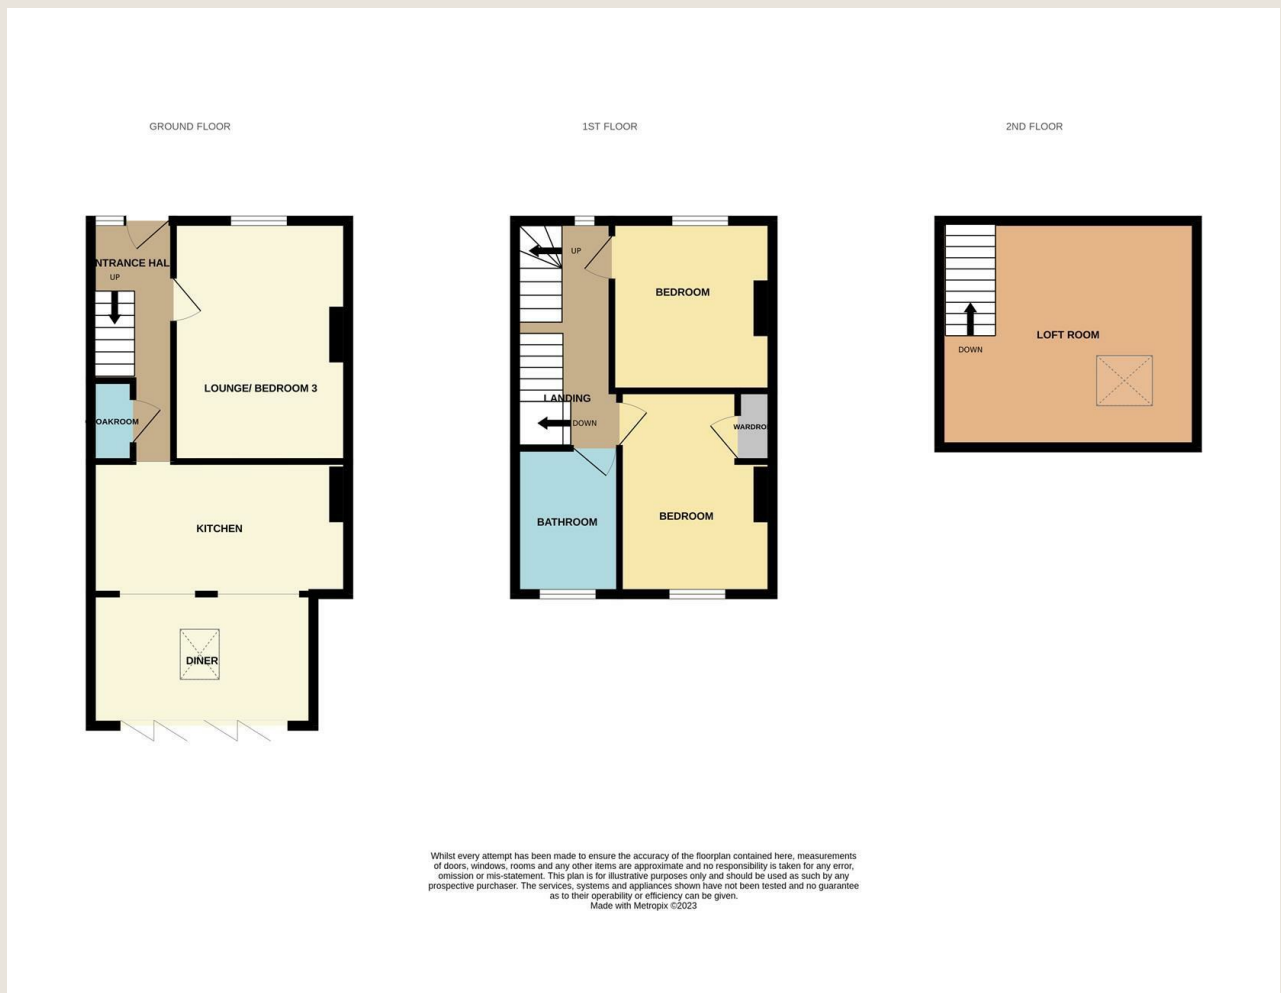 GROUND FLOOR
1ST FLOOR
2ND FLOOR
NTRANCE HAL
UP
LOUNGE/ BEDROOM 3
OAKROOM
KITCHEN
DINER
UP
BEDROOM
LANDING
DOWN
WARDRO
BATHROOM
BEDROOM
LOFT ROOM
DOWN
Whilst every attempt has been made to ensure the accuracy of the floorplan contained here, measurements
of doors, windows, rooms and any other items are approximate and no responsibility is taken for any error,
omission or mis-statement. This plan is for illustrative purposes only and should be used as such by any
prospective purchaser. The services, systems and appliances shown have not been tested and no guarantee
as to their operability or efficiency can be given.
Made with Metropix ©2023